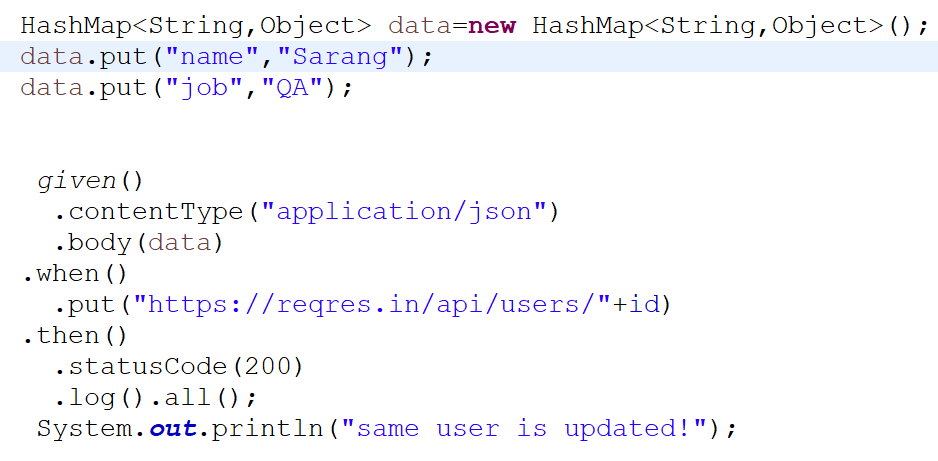 HashMap<String,Object> data=new HashMap<String,Object>();
data.put("name","Sarang");
data.put("job","QA");
given()
.contentType("application/json")
.body(data)
.when()
.put("https://reqres.in/api/users/"+id)
.then()
.statusCode(200)
.log().all();
System.out.println("same user is updated!");